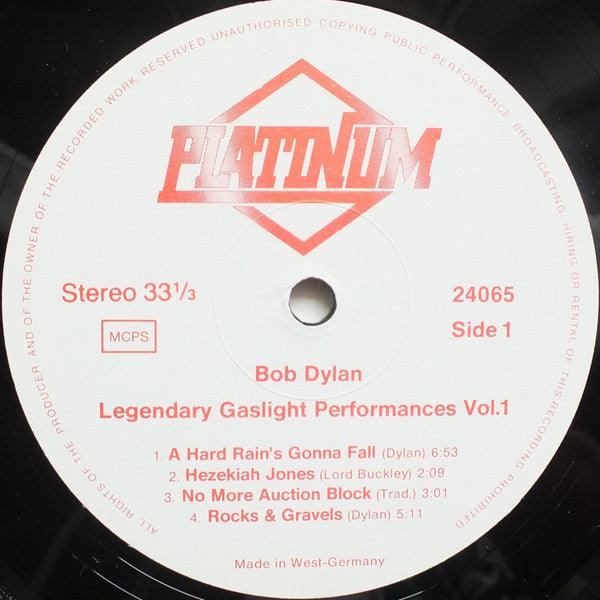 ALL RIGHTS OF THE PRODUCER AND OF THE OWNER OF THE RECORDED WORK RESERVED UNAUTHORISED COPYING PUBLIC PERFORMANCE BROADCASTING HIRING OR RENTAL OF THIS RECORDING PROHIBITED
PLATINUM
Stereo 33 1/3
24065
MCPS
Side 1
Bob Dylan
Legendary Gaslight Performances Vol.1
1. A Hard Rain's Gonna Fall (Dylan) 6:53
2. Hezekiah Jones (Lord Buckley) 2:09
3. No More Auction Block (Trad.) 3:01
4. Rocks & Gravels (Dylan) 5:11
Made in West-Germany